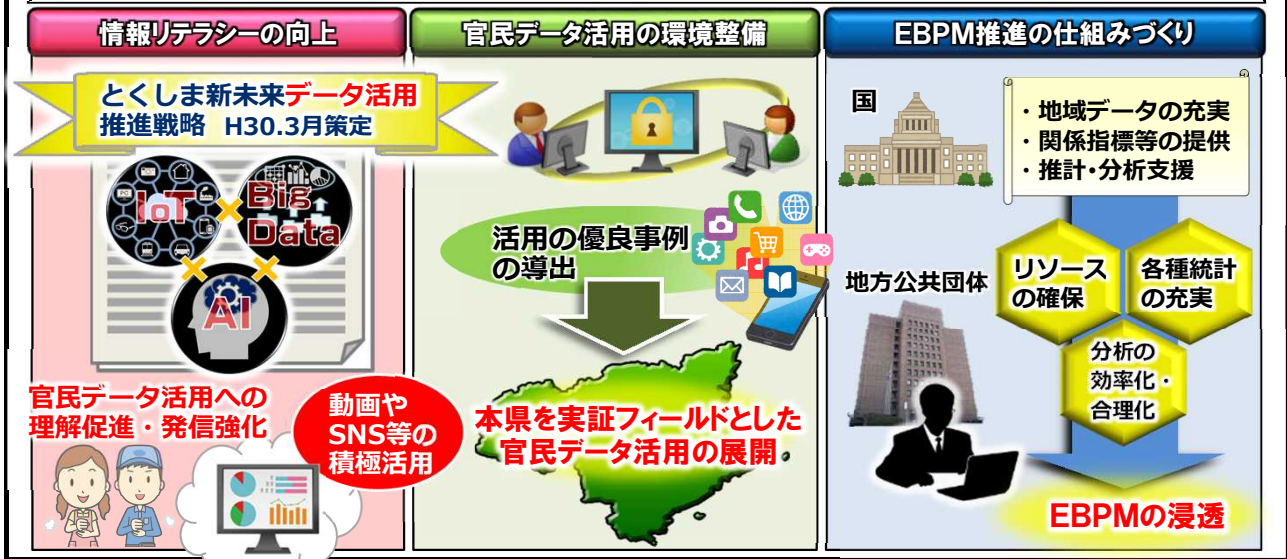 情報リテラシーの向上
とくしま新未来データ活用
推進戦略 H30.3月策定
IoT
×
Big
Data
×
×
AI
官民データ活用への
理解促進・発信強化
動画や
SNS等の
積極活用
官民データ活用の環境整備
活用の優良事例
の導出
本県を実証フィールドとした
官民データ活用の展開
EBPM推進の仕組みづくり
国
・地域データの充実
・関係指標等の提供
・推計・分析支援
地方公共団体
リソース
の確保
各種統計
の充実
分析の
効率化・
合理化
EBPMの浸透